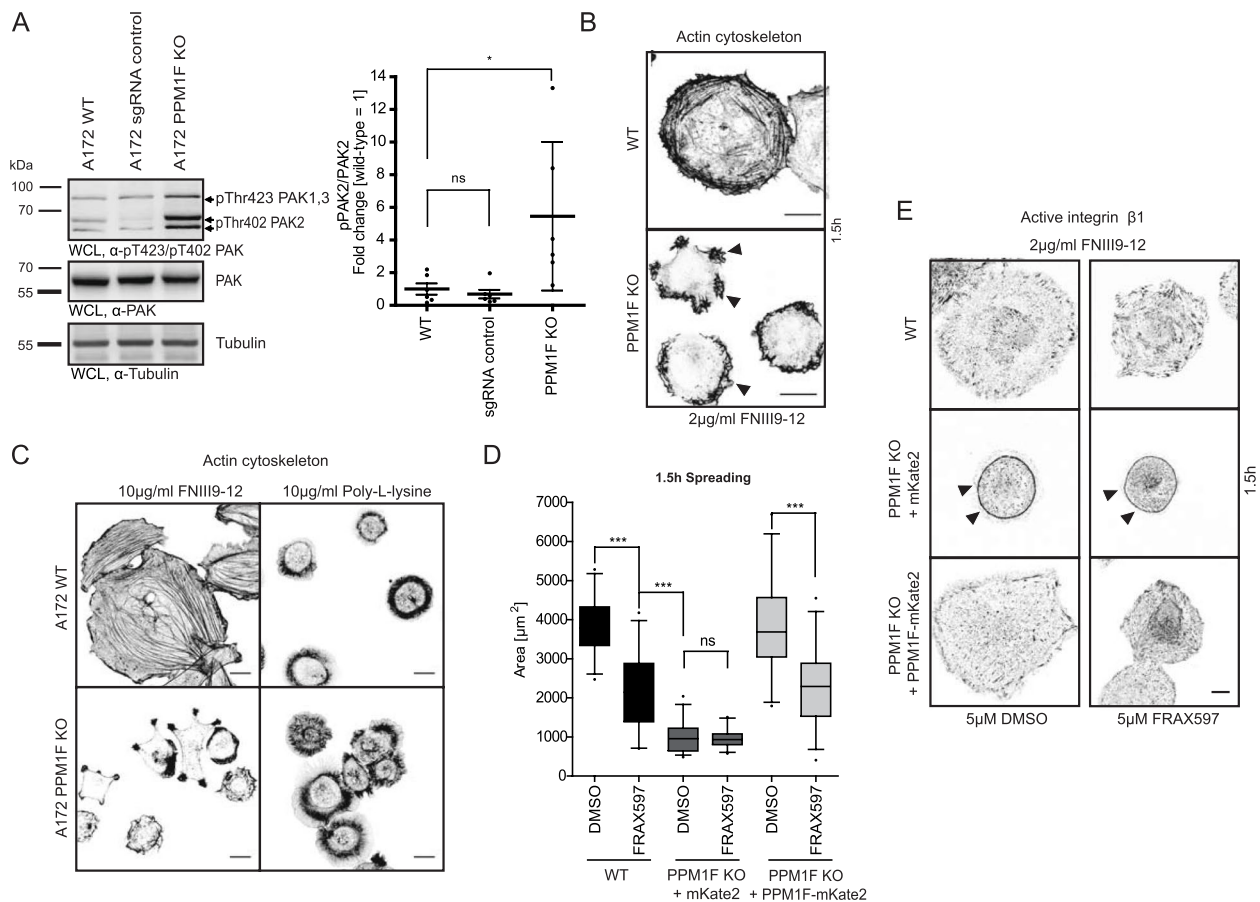 A
A172 WT
A172 sgRNA control
A172 PPM1F KO
kDa
100
70
pThr423 PAK1,3
pThr402 PAK2
WCL, α-pT423/pT402 PAK
70
55
PAK
WCL, α-PAK
55
Tubulin
WCL, α-Tubulin
pPAK2/PAK2
Fold change [wild-type = 1]
14
12
10
8
6
4
2
0
*
ns
WT
sgRNA control
PPM1F KO
B
Actin cytoskeleton
WT
PPM1F KO
1.5h
2µg/ml FNIII9-12
C
Actin cytoskeleton
10µg/ml FNIII9-12
10µg/ml Poly-L-lysine
A172 WT
A172 PPM1F KO
D
1.5h Spreading
Area [µm²]
7000
6000
5000
4000
3000
2000
1000
0
***
***
ns
***
DMSO
FRAX597
DMSO
FRAX597
DMSO
FRAX597
WT
PPM1F KO
+ mKate2
PPM1F KO
+ PPM1F-mKate2
E
Active integrin β1
2µg/ml FNIII9-12
WT
PPM1F KO
+ mKate2
PPM1F KO
+ PPM1F-mKate2
1.5h
5µM DMSO
5µM FRAX597